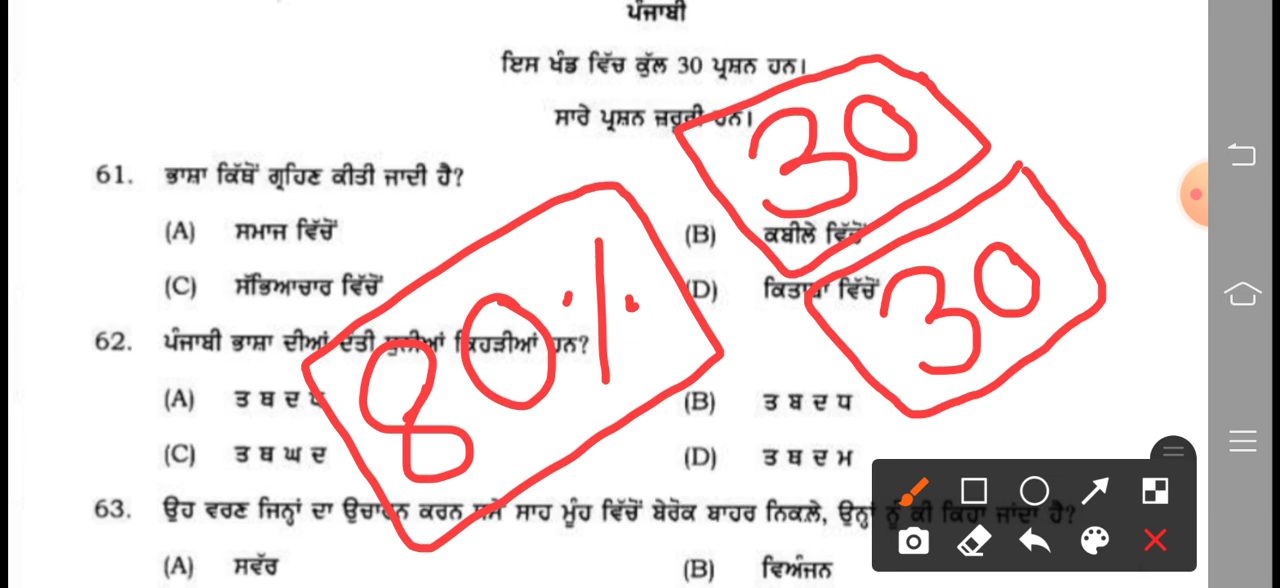 ਪੰਜਾਬੀ
ਇਸ ਖੰਡ ਵਿੱਚ ਕੁੱਲ 30 ਪ੍ਰਸ਼ਨ ਹਨ।
ਸਾਰੇ ਪ੍ਰਸ਼ਨ ਜ਼ਰੂਰੀ ਹਨ।
30
61. ਭਾਸ਼ਾ ਕਿੱਥੋਂ ਗ੍ਰਹਿਣ ਕੀਤੀ ਜਾਦੀ ਹੈ?
(A) ਸਮਾਜ ਵਿੱਚੋਂ (B) ਕਬੀਲੇ ਵਿੱਚੋਂ
(C) ਸੱਭਿਆਚਾਰ ਵਿੱਚੋਂ (D) ਕਿਤਾਬਾਂ ਵਿੱਚੋਂ
30
80%
62. ਪੰਜਾਬੀ ਭਾਸ਼ਾ ਦੀਆਂ ਦੰਤੀ ਧੁਨੀਆਂ ਕਿਹੜੀਆਂ ਹਨ?
(A) ਤ ਥ ਦ (B) ਤ ਬ ਦ ਧ
(C) ਤ ਥ ਘ ਦ (D) ਤ ਥ ਦ ਮ
63. ਉਹ ਵਰਣ ਜਿਨ੍ਹਾਂ ਦਾ ਉਚਾਰਨ ਕਰਨ ਸਮੇਂ ਸਾਹ ਮੂੰਹ ਵਿੱਚੋਂ ਬੇਰੋਕ ਬਾਹਰ ਨਿਕਲੇ, ਉਨ੍ਹਾਂ ਨੂੰ ਕੀ ਕਿਹਾ ਜਾਂਦਾ ਹੈ?
(A) ਸਵੱਰ (B) ਵਿਅੰਜਨ